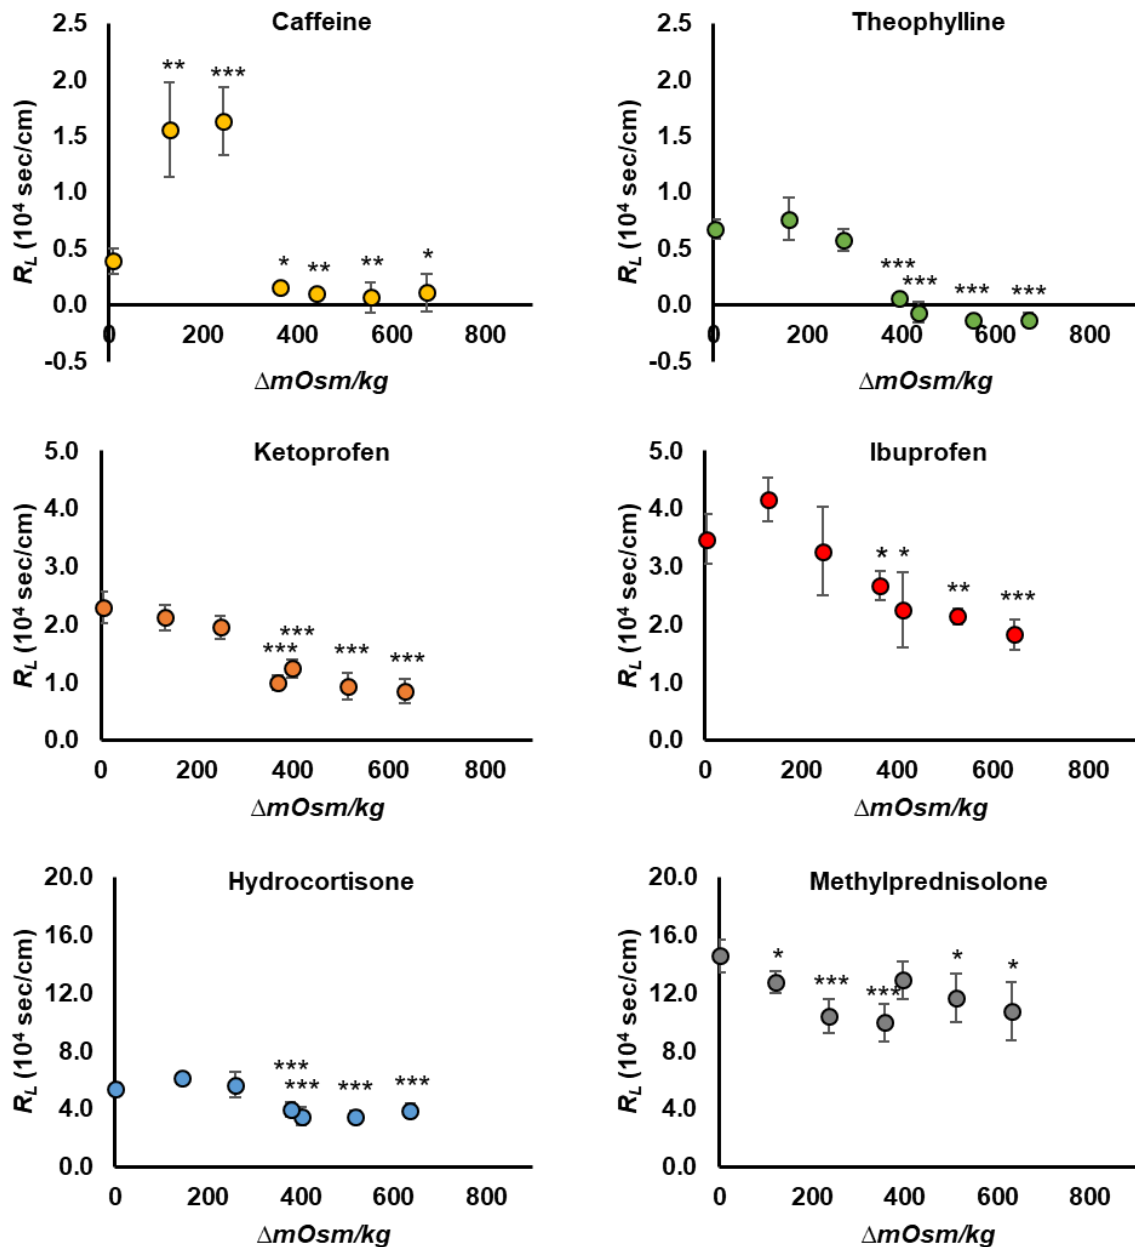 Caffeine
2.5
2.0
1.5
1.0
0.5
0.0
-0.5
R_L (10⁴ sec/cm)
** ***
* ** ** *
0 200 400 600 800
ΔmOsm/kg
Theophylline
2.5
2.0
1.5
1.0
0.5
0.0
-0.5
R_L (10⁴ sec/cm)
*** *** *** ***
0 200 400 600 800
ΔmOsm/kg
Ketoprofen
5.0
4.0
3.0
2.0
1.0
0.0
R_L (10⁴ sec/cm)
*** *** *** ***
0 200 400 600 800
ΔmOsm/kg
Ibuprofen
5.0
4.0
3.0
2.0
1.0
0.0
R_L (10⁴ sec/cm)
* * ** ***
0 200 400 600 800
ΔmOsm/kg
Hydrocortisone
20.0
16.0
12.0
8.0
4.0
0.0
R_L (10⁴ sec/cm)
*** *** *** ***
0 200 400 600 800
ΔmOsm/kg
Methylprednisolone
20.0
16.0
12.0
8.0
4.0
0.0
R_L (10⁴ sec/cm)
* *** *** * *
0 200 400 600 800
ΔmOsm/kg